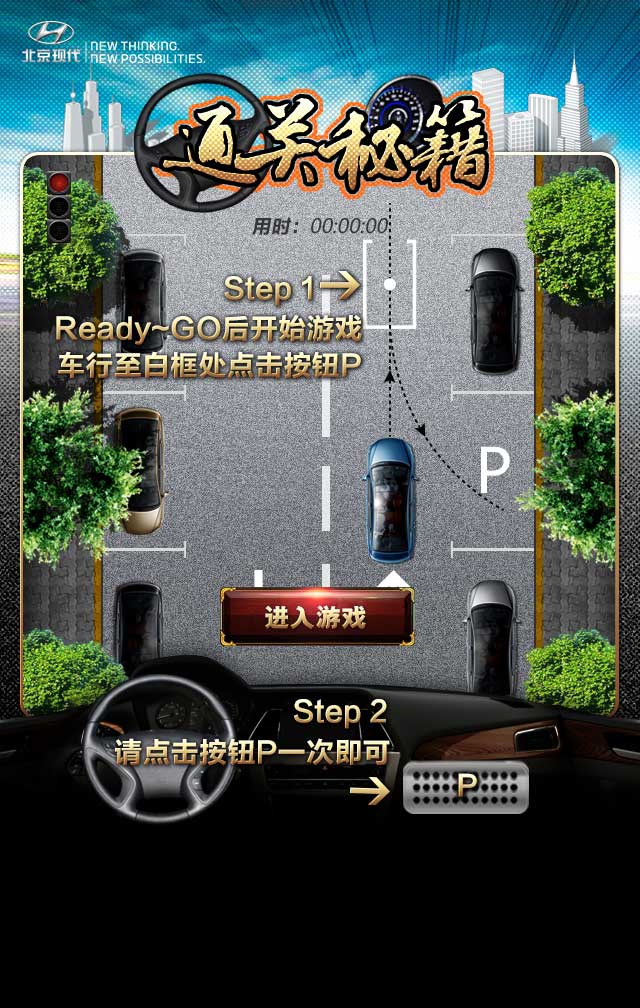 北京现代
NEW THINKING.
NEW POSSIBILITIES.
通关秘籍
用时：00:00:00
Step 1
Ready~GO后开始游戏
车行至白框处点击按钮P
P
进入游戏
Step 2
请点击按钮P一次即可
P